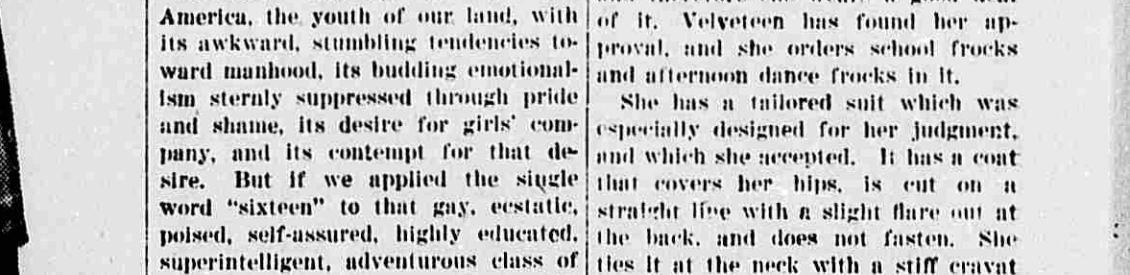 America, the youth of our land, with
its awkward, stumbling tendencies to-
ward manhood, its budding emotional-
ism sternly suppressed through pride
and shame, its desire for girls' com-
pany, and its contempt for that de-
sire. But if we applied the single
word "sixteen" to that gay, ecstatic,
poised, self-assured, highly educated,
superintelligent, adventurous class of
of it. Velveteen has found her ap-
proval, and she orders school frocks
and afternoon dance frocks in it.
She has a tailored suit which was
especially designed for her judgment,
and which she accepted. It has a coat
that covers her hips, is cut on a
straight line with a slight flare out at
the back, and does not fasten. She
ties it at the neck with a stiff cravat